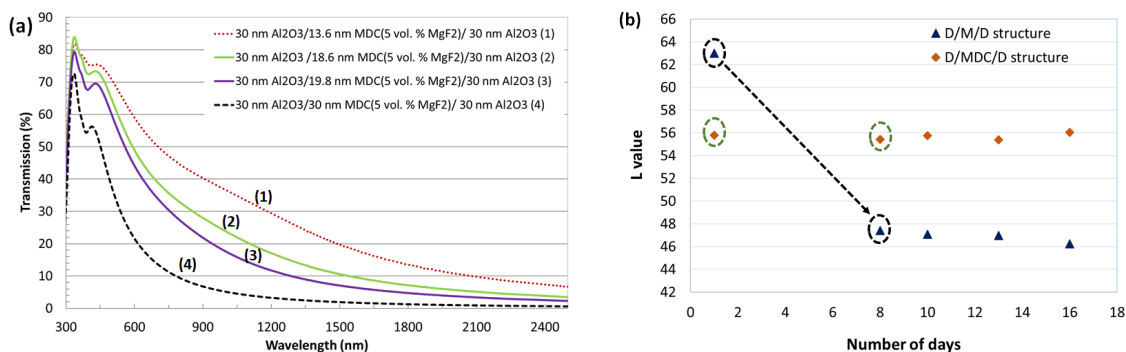 (a)
Transmission (%)
90
80
70
60
50
40
30
20
10
0
300 600 900 1200 1500 1800 2100 2400
Wavelength (nm)
30 nm Al2O3/13.6 nm MDC(5 vol. % MgF2)/ 30 nm Al2O3 (1)
30 nm Al2O3/18.6 nm MDC(5 vol. % MgF2)/30 nm Al2O3 (2)
30 nm Al2O3/19.8 nm MDC(5 vol. % MgF2)/30 nm Al2O3 (3)
30 nm Al2O3/30 nm MDC(5 vol. % MgF2)/ 30 nm Al2O3 (4)
(1)
(2)
(3)
(4)
b)
L value
66
64
62
60
58
56
54
52
50
48
46
44
42
0 2 4 6 8 10 12 14 16 18
Number of days
D/M/D structure
D/MDC/D structure